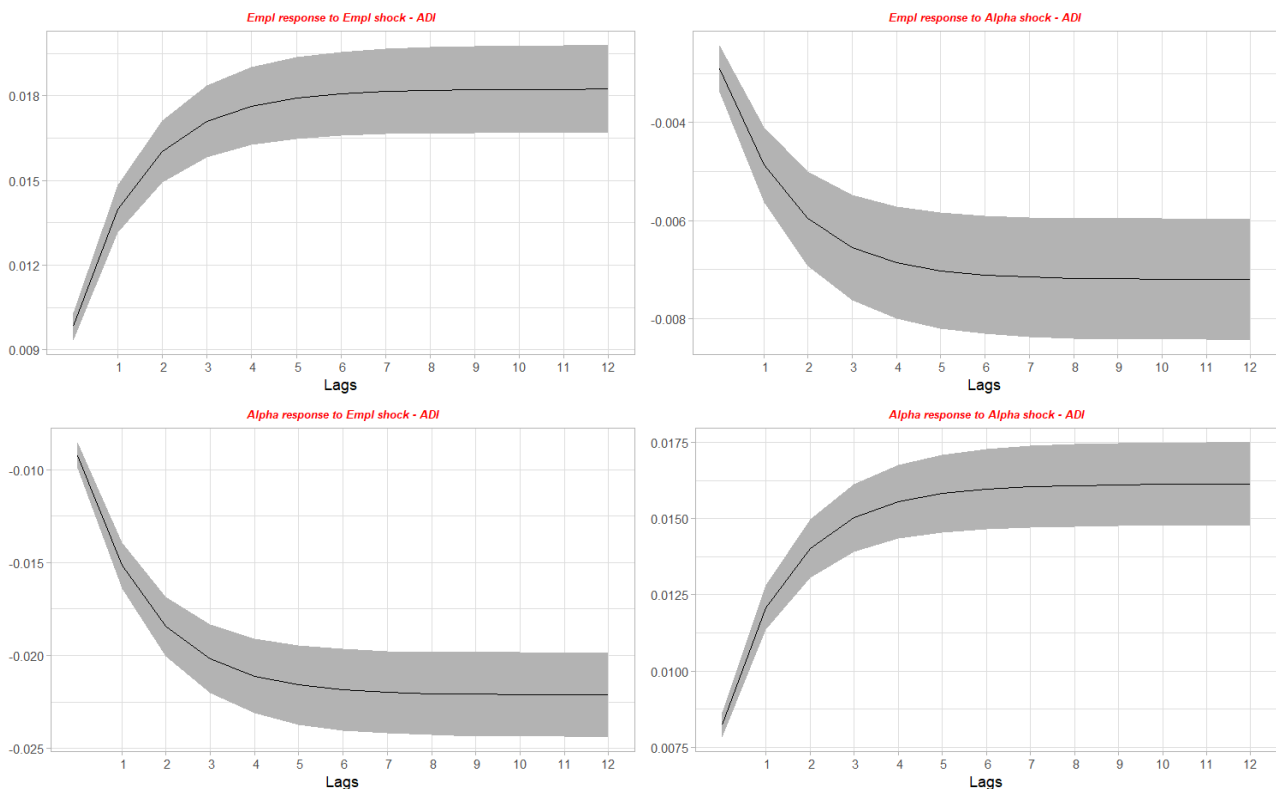 Empl response to Empl shock - ADI
0.018
0.015
0.012
0.009
1 2 3 4 5 6 7 8 9 10 11 12
Lags
Empl response to Alpha shock - ADI
-0.004
-0.006
-0.008
1 2 3 4 5 6 7 8 9 10 11 12
Lags
Alpha response to Empl shock - ADI
-0.010
-0.015
-0.020
-0.025
1 2 3 4 5 6 7 8 9 10 11 12
Lags
Alpha response to Alpha shock - ADI
0.0175
0.0150
0.0125
0.0100
0.0075
1 2 3 4 5 6 7 8 9 10 11 12
Lags